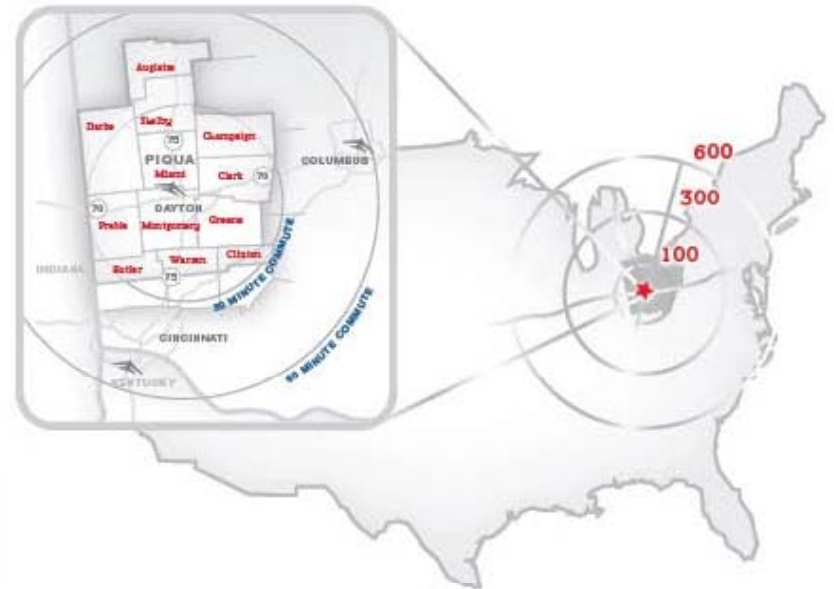 Auglaize
Darke
Shelby
Champaign
75
PIQUA
COLUMBUS
Miami
Clark
70
70
DAYTON
Preble
Montgomery
Greene
INDIANA
Butler
Warren
Clinton
75
30 MINUTE COMMUTE
60 MINUTE COMMUTE
CINCINNATI
KENTUCKY
600
300
100